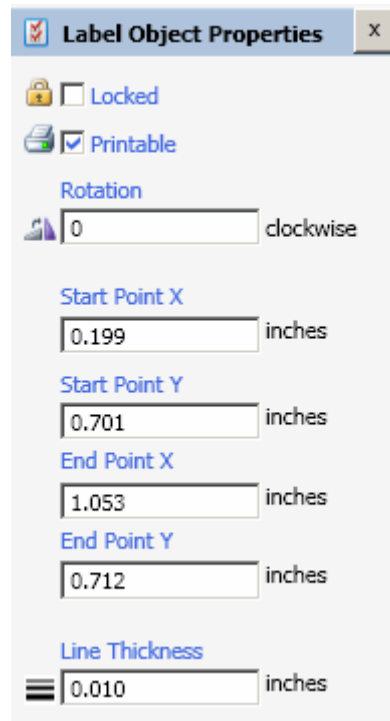 Label Object Properties x
Locked
Printable
Rotation
0 clockwise
Start Point X
0.199 inches
Start Point Y
0.701 inches
End Point X
1.053 inches
End Point Y
0.712 inches
Line Thickness
0.010 inches